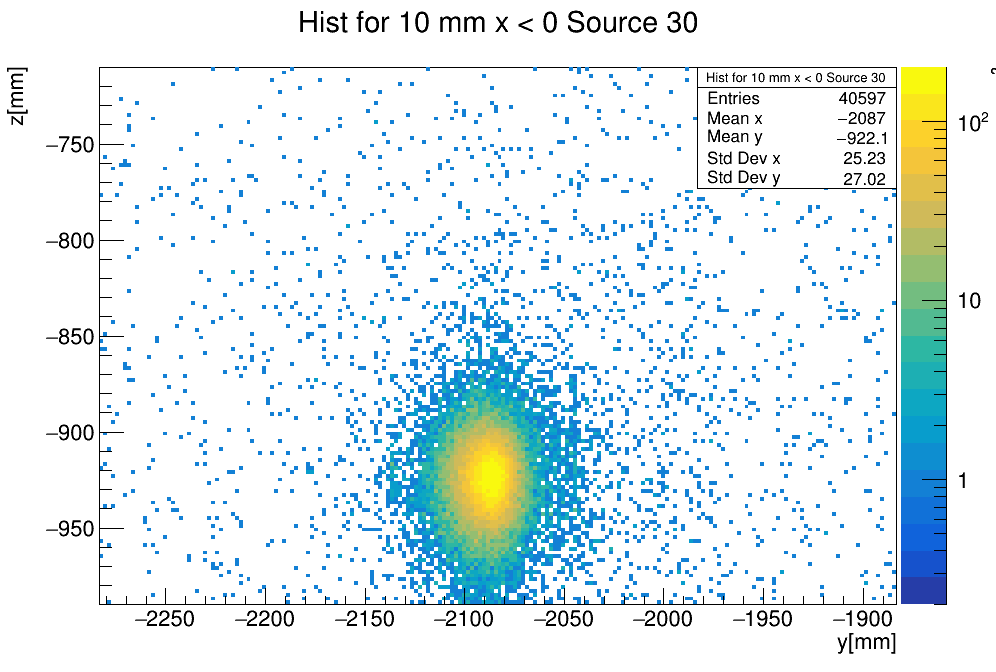 Hist for 10 mm x < 0 Source 30
z[mm]
Hist for 10 mm x < 0 Source 30
Entries 40597
Mean x −2087
Mean y −922.1
Std Dev x 25.23
Std Dev y 27.02
−750
−800
−850
−900
−950
10²
10
1
−2250 −2200 −2150 −2100 −2050 −2000 −1950 −1900
y[mm]